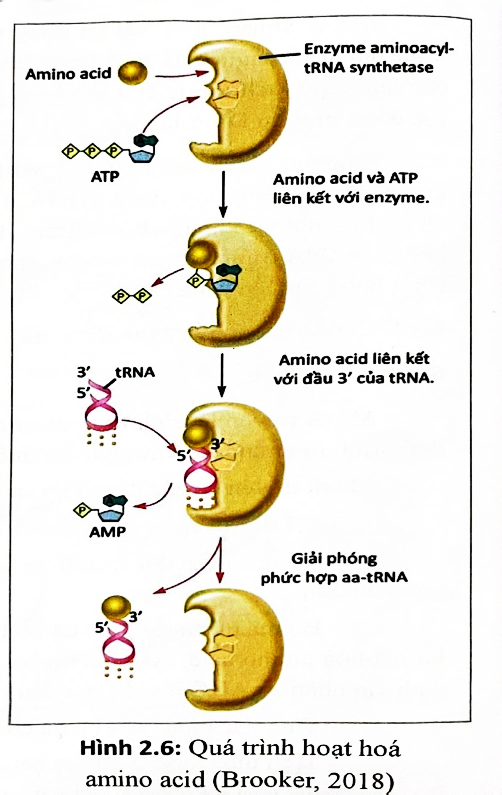 Enzyme aminoacyl-
tRNA synthetase
Amino acid
P P P
ATP
Amino acid và ATP
liên kết với enzyme.
P
P P
Amino acid liên kết
với đầu 3′ của tRNA.
3′
tRNA
5′
5′ 3′
P
AMP
Giải phóng
phức hợp aa-tRNA
5′ 3′
Hình 2.6: Quá trình hoạt hoá
amino acid (Brooker, 2018)